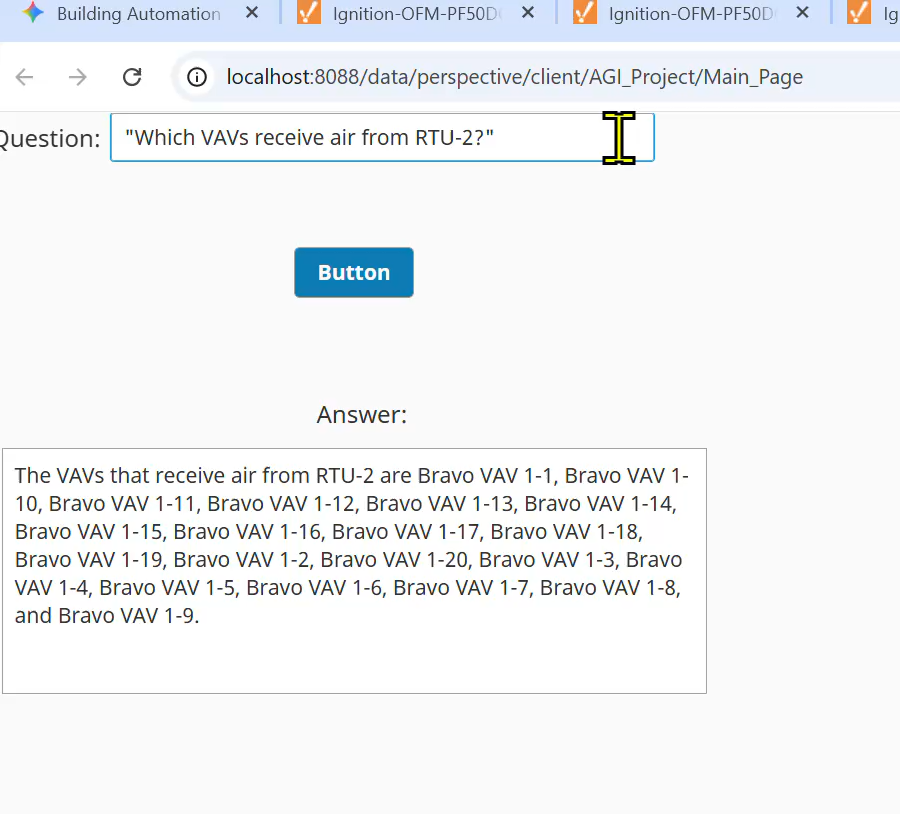 Building Automation
Ignition-OFM-PF50D
Ignition-OFM-PF50D
Ig
localhost:8088/data/perspective/client/AGI_Project/Main_Page
Question:
"Which VAVs receive air from RTU-2?"
Button
Answer:
The VAVs that receive air from RTU-2 are Bravo VAV 1-1, Bravo VAV 1-
10, Bravo VAV 1-11, Bravo VAV 1-12, Bravo VAV 1-13, Bravo VAV 1-14,
Bravo VAV 1-15, Bravo VAV 1-16, Bravo VAV 1-17, Bravo VAV 1-18,
Bravo VAV 1-19, Bravo VAV 1-2, Bravo VAV 1-20, Bravo VAV 1-3, Bravo
VAV 1-4, Bravo VAV 1-5, Bravo VAV 1-6, Bravo VAV 1-7, Bravo VAV 1-8,
and Bravo VAV 1-9.